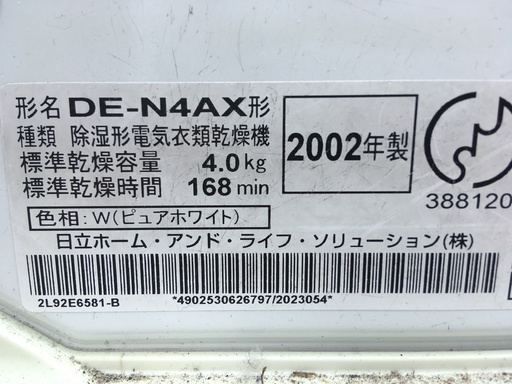 形名 DE-N4AX形
種類 除湿形電気衣類乾燥機
標準乾燥容量 4.0kg
標準乾燥時間 168min
2002年製
388120
色相:W(ピュアホワイト)
日立ホーム・アンド・ライフ・ソリューション(株)
2L92E6581-B
*4902530626797/2023054*